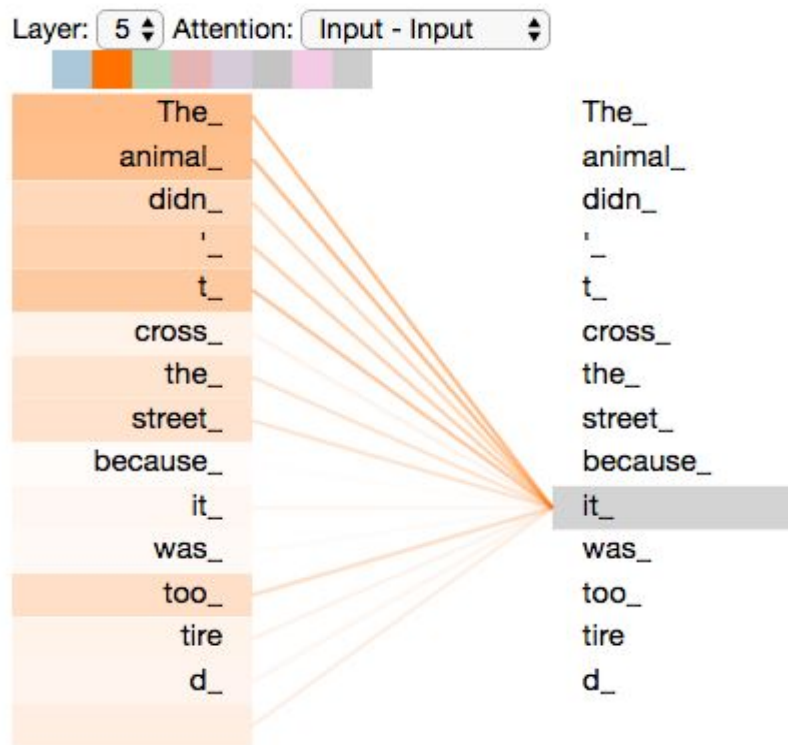 Layer: 5 Attention: Input - Input
The_ The_
animal_ animal_
didn_ didn_
'_ '_
t_ t_
cross_ cross_
the_ the_
street_ street_
because_ because_
it_ it_
was_ was_
too_ too_
tire tire
d_ d_